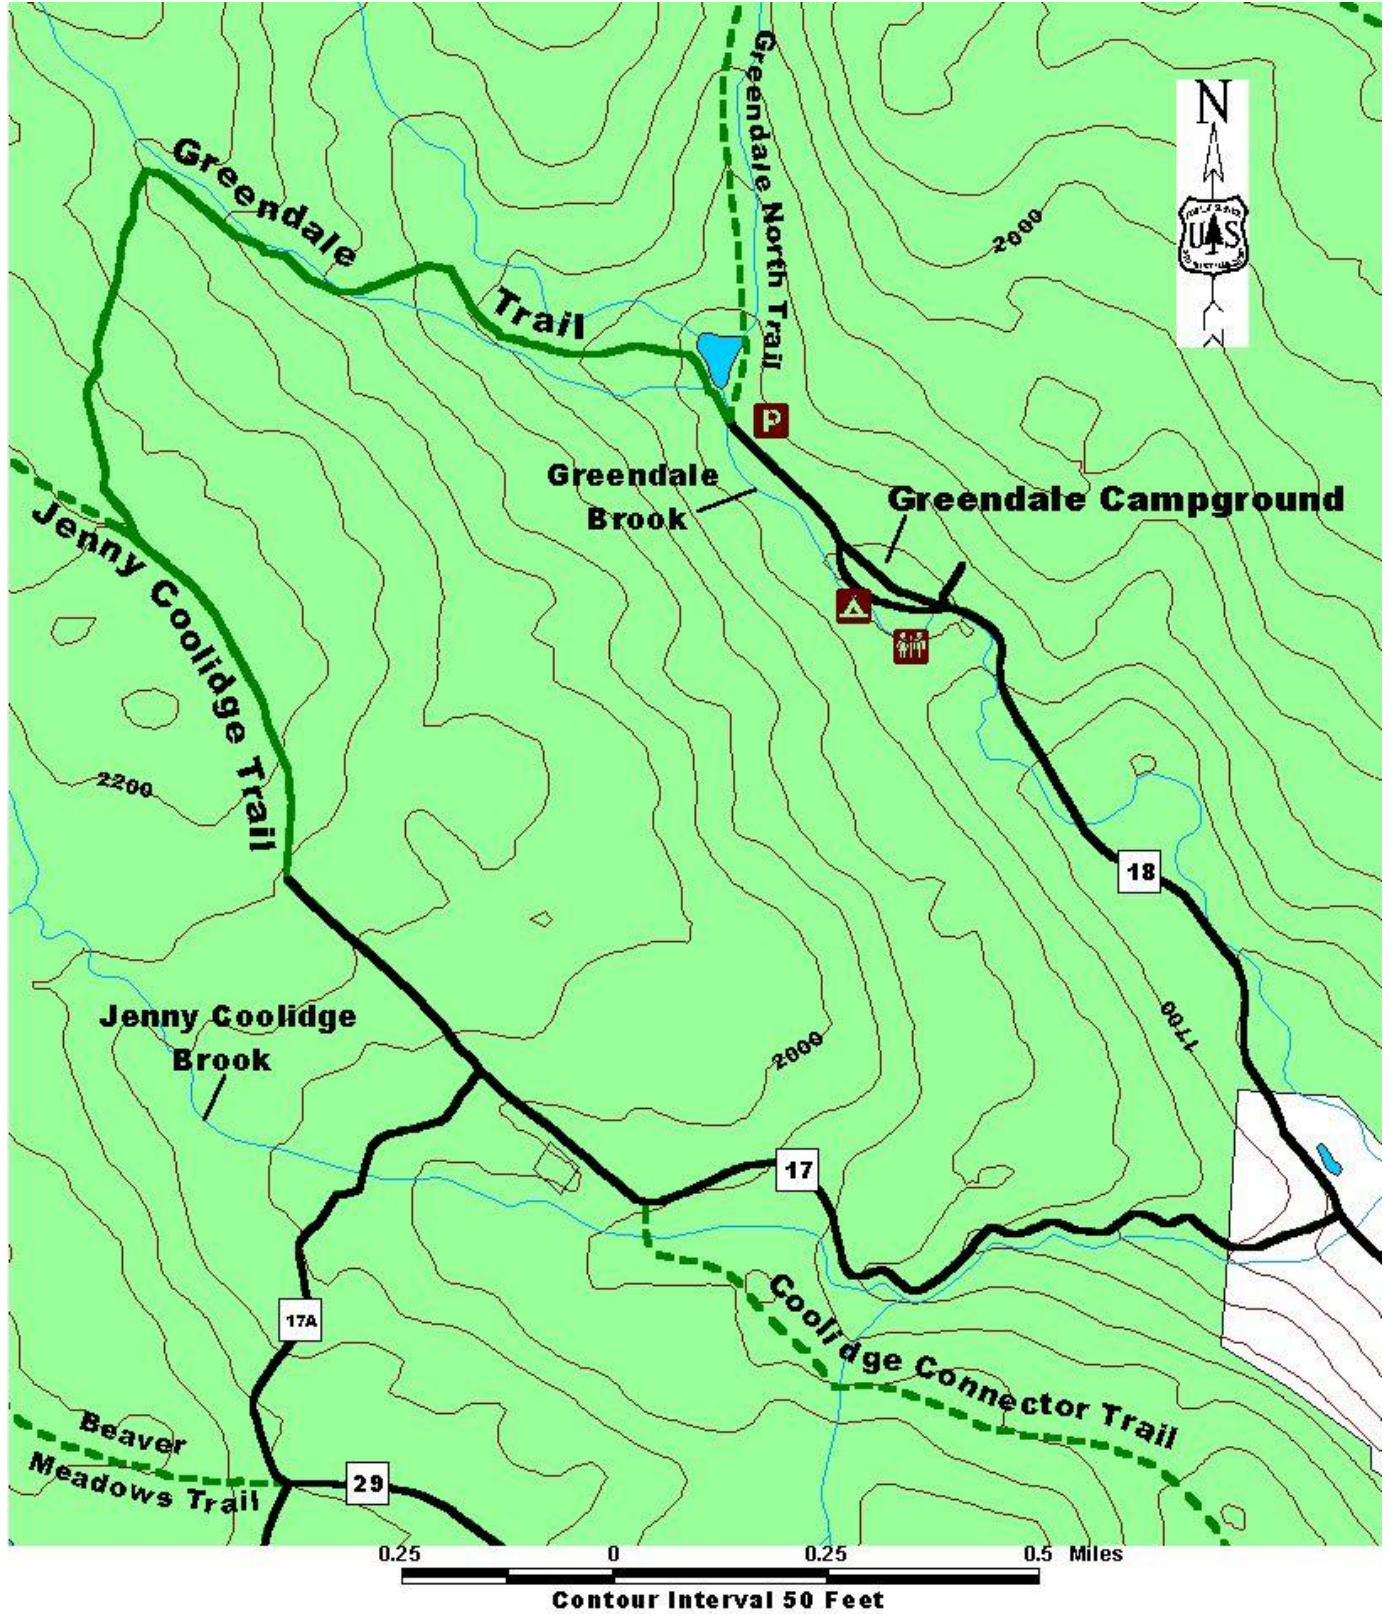 Greendale North Trail
N
Greendale
Trail
2000
US
P
Greendale
Brook
Greendale Campground
Jenny Coolidge Trail
2200
18
Jenny Coolidge
Brook
2000
1700
17
17A
Coolidge Connector Trail
Beaver
Meadows Trail
29
0.25 0 0.25 0.5 Miles
Contour Interval 50 Feet